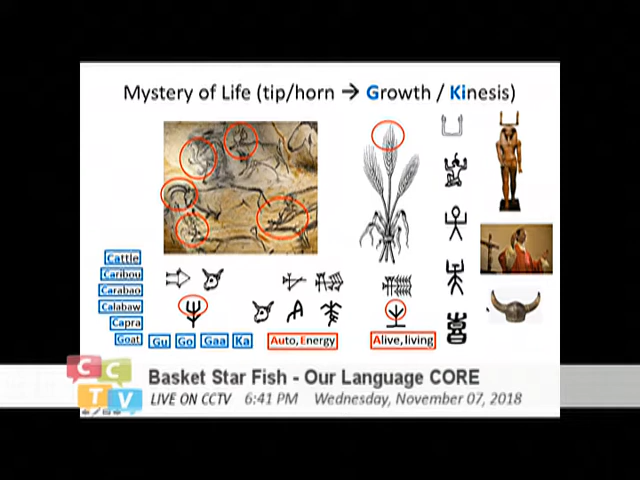 Mystery of Life (tip/horn → Growth / Kinesis)
Cattle
Caribou
Carabao
Calabaw
Capra
Goat
Gu Go Gaa Ka
Auto, Energy
Alive, living
CCTV
Basket Star Fish - Our Language CORE
LIVE ON CCTV 6:41 PM Wednesday, November 07, 2018